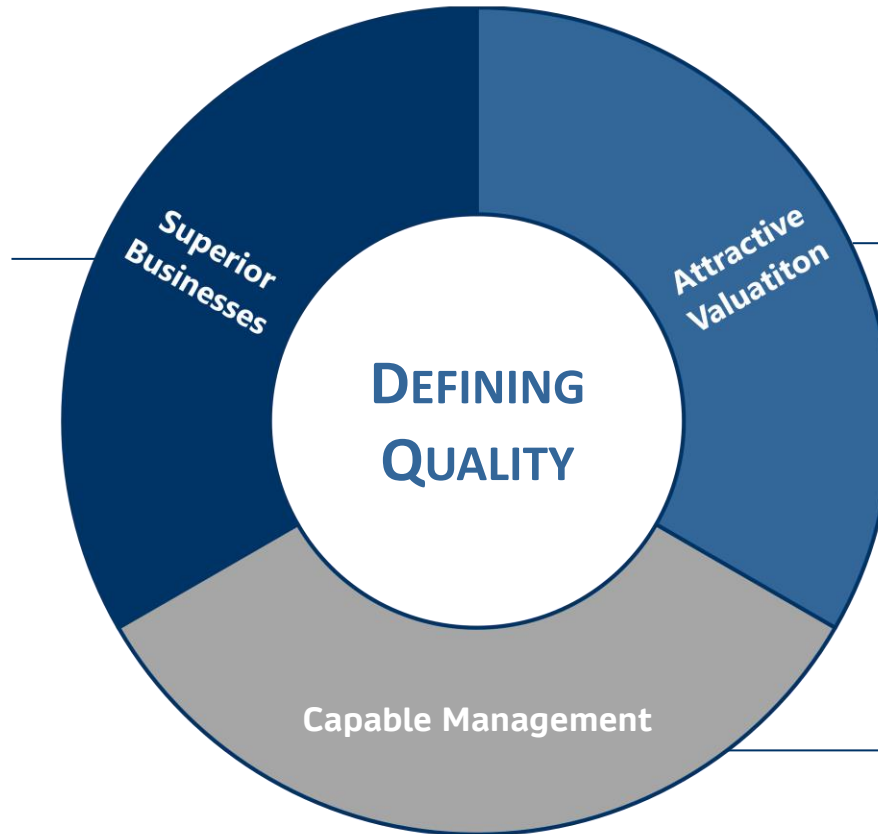 Superior
Businesses
Attractive
Valuatiton
DEFINING
QUALITY
Capable Management